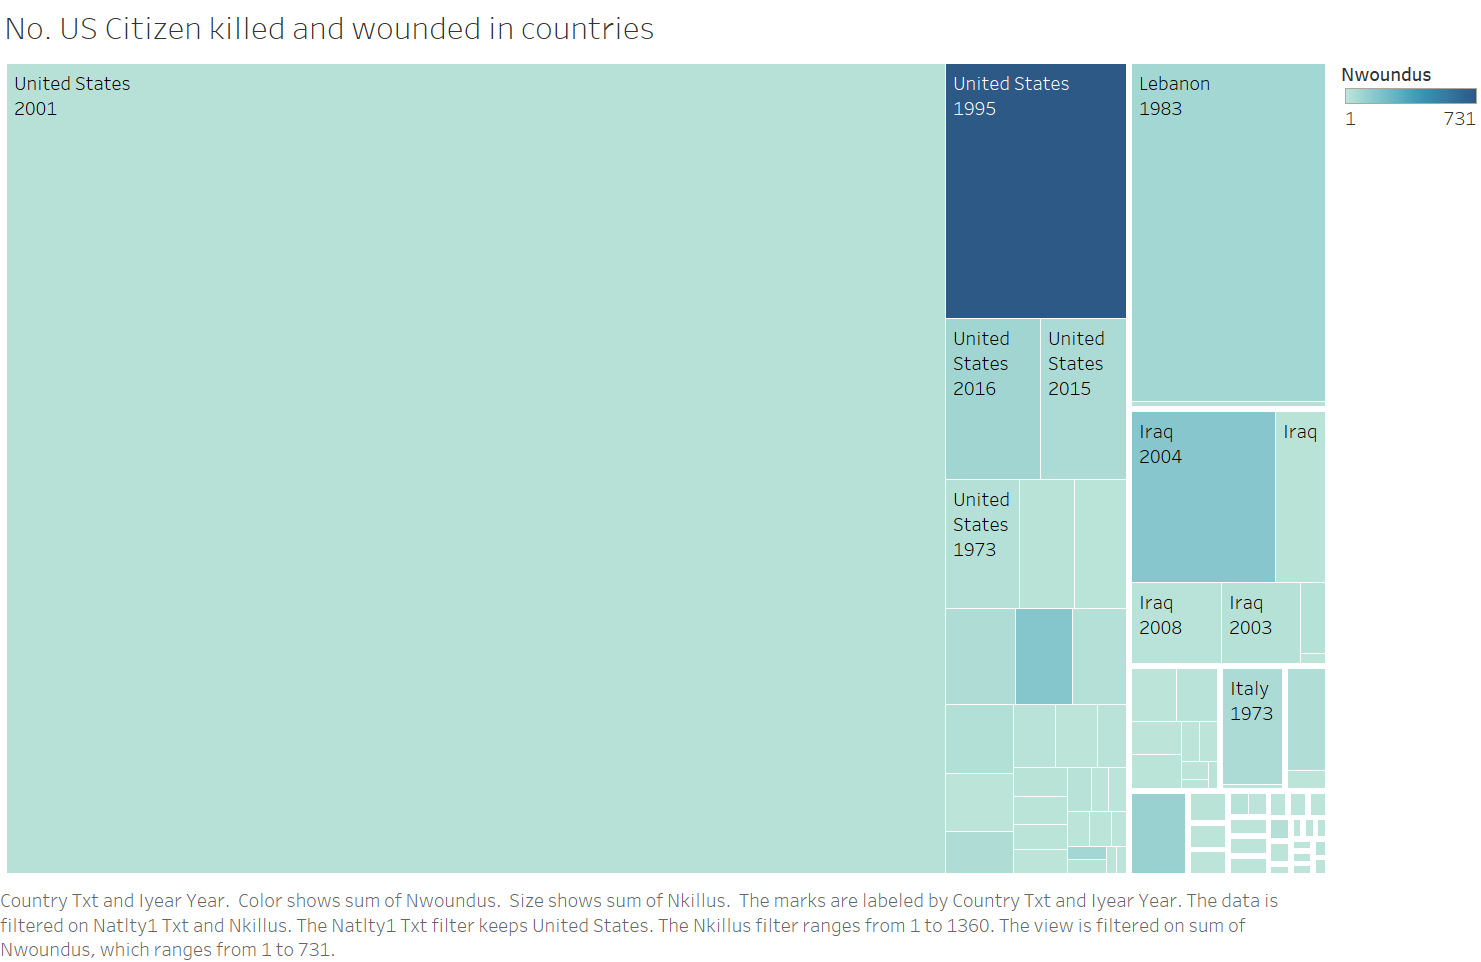 No. US Citizen killed and wounded in countries
United States
2001
United States
1995
United
States
2016
United
States
2015
United
States
1973
Lebanon
1983
Iraq
2004
Iraq
Iraq
2008
Iraq
2003
Italy
1973
Nwoundus
1 731
Country Txt and Iyear Year.  Color shows sum of Nwoundus.  Size shows sum of Nkillus.  The marks are labeled by Country Txt and Iyear Year. The data is
filtered on Natlty1 Txt and Nkillus. The Natlty1 Txt filter keeps United States. The Nkillus filter ranges from 1 to 1360. The view is filtered on sum of
Nwoundus, which ranges from 1 to 731.